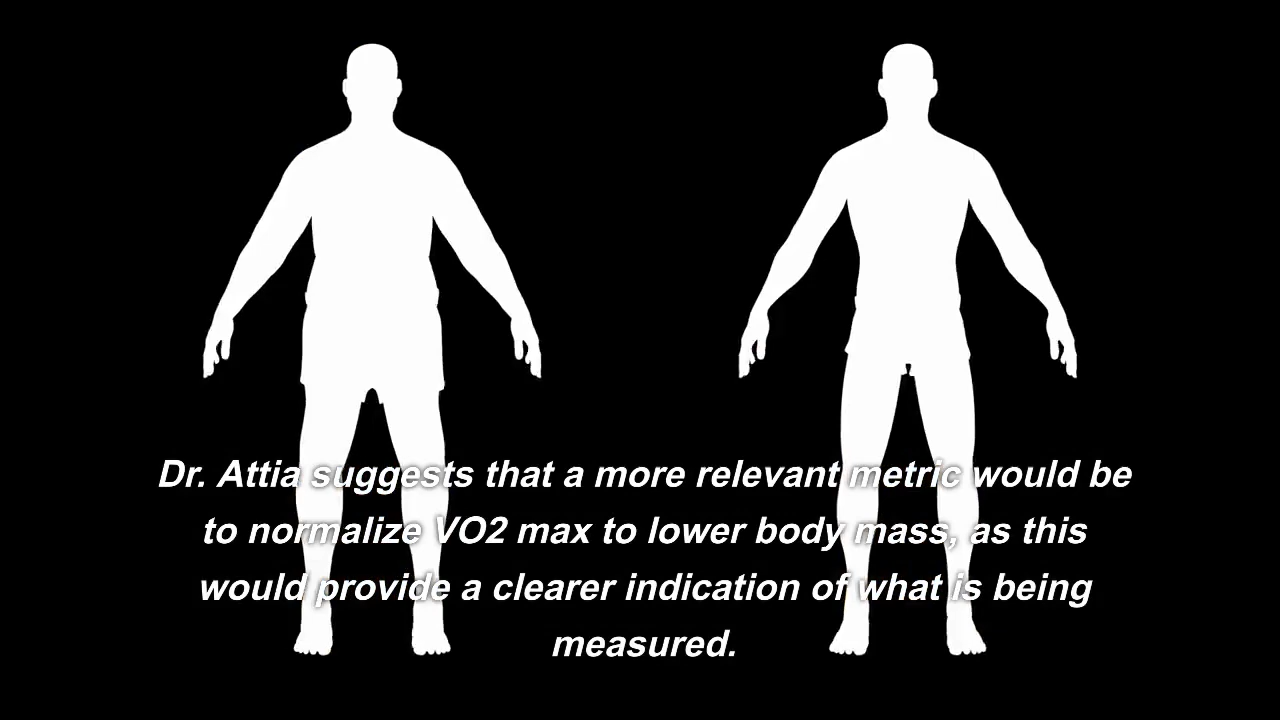 Dr. Attia suggests that a more relevant metric would be
to normalize VO2 max to lower body mass, as this
would provide a clearer indication of what is being
measured.